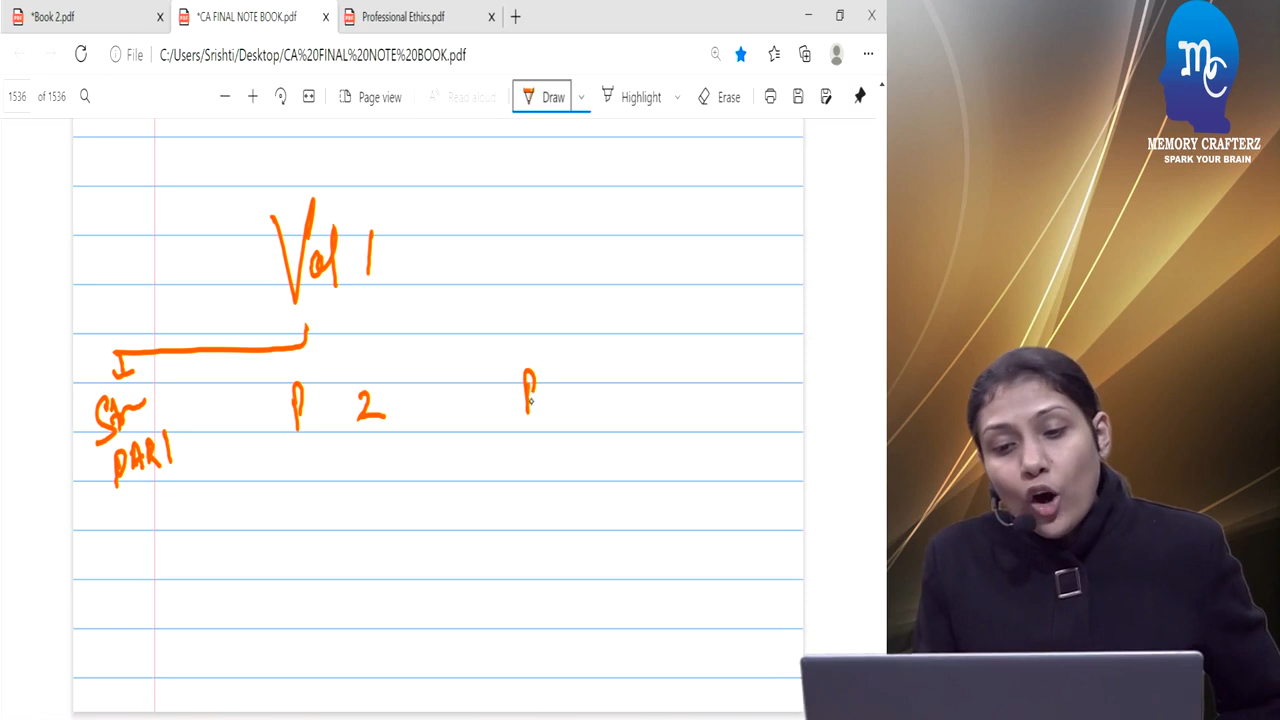 *Book 2.pdf
*CA FINAL NOTE BOOK.pdf
Professional Ethics.pdf
File C:/Users/Srishti/Desktop/CA%20FINAL%20NOTE%20BOOK.pdf
1536 of 1536
Page view
Read aloud
Draw
Highlight
Erase
mc
MEMORY CRAFTERZ
SPARK YOUR BRAIN
Vol 1
P 2
P
PAR1